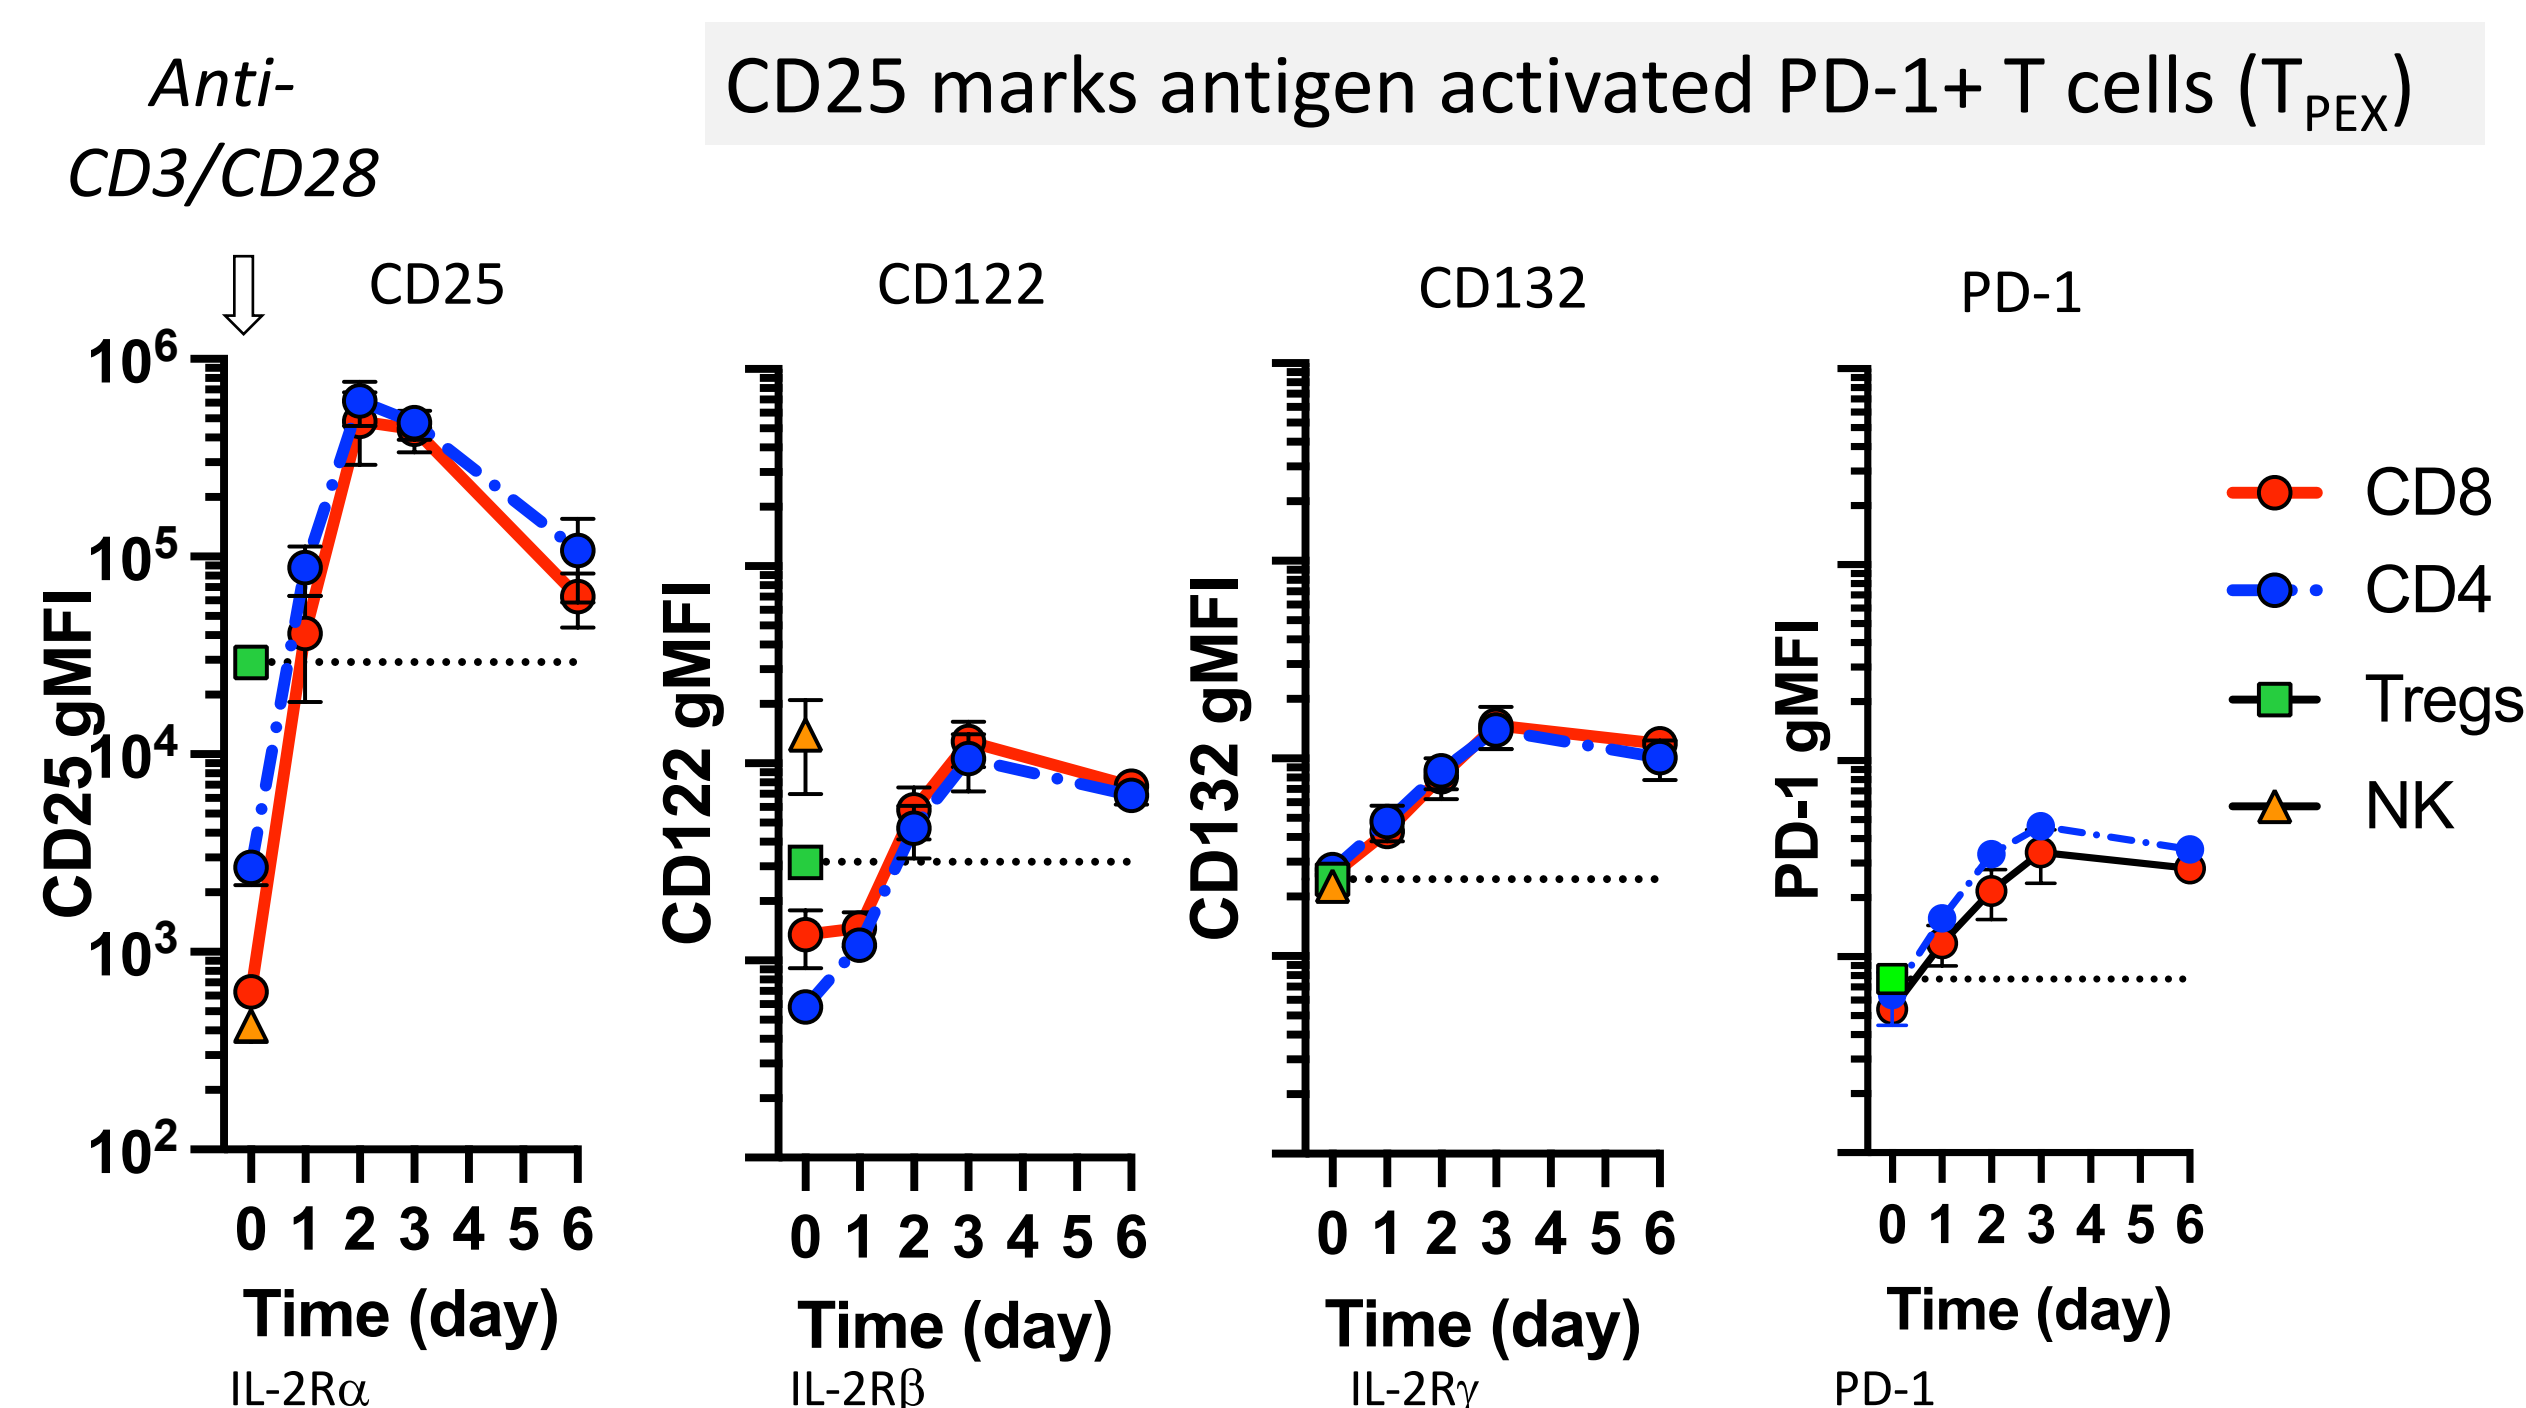 Anti-
CD3/CD28
CD25 marks antigen activated PD-1+ T cells (TPEX)
CD25
CD122
CD132
PD-1
CD25 gMFI
10⁶
10⁵
10⁴
10³
10²
0 1 2 3 4 5 6
Time (day)
IL-2Rα
CD122 gMFI
0 1 2 3 4 5 6
Time (day)
IL-2Rβ
CD132 gMFI
0 1 2 3 4 5 6
Time (day)
IL-2Rγ
PD-1 gMFI
0 1 2 3 4 5 6
Time (day)
PD-1
CD8
CD4
Tregs
NK